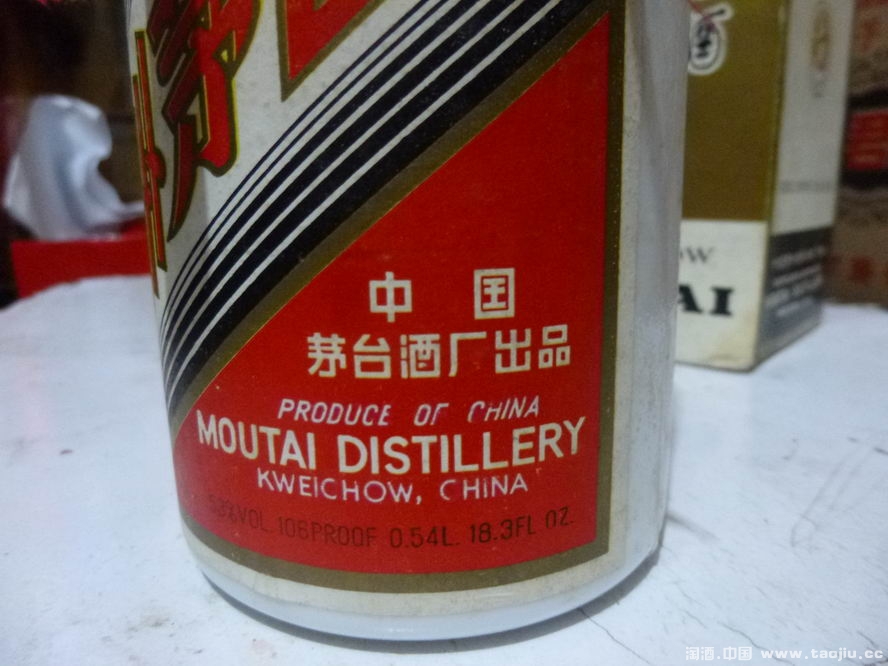 中国
茅台酒厂出品
PRODUCE OF CHINA
MOUTAI DISTILLERY
KWEICHOW, CHINA
53%VOL. 106PROOF 0.54L. 18.3FL OZ.
OW
AI
淘酒.中国 www.taojiu.cc